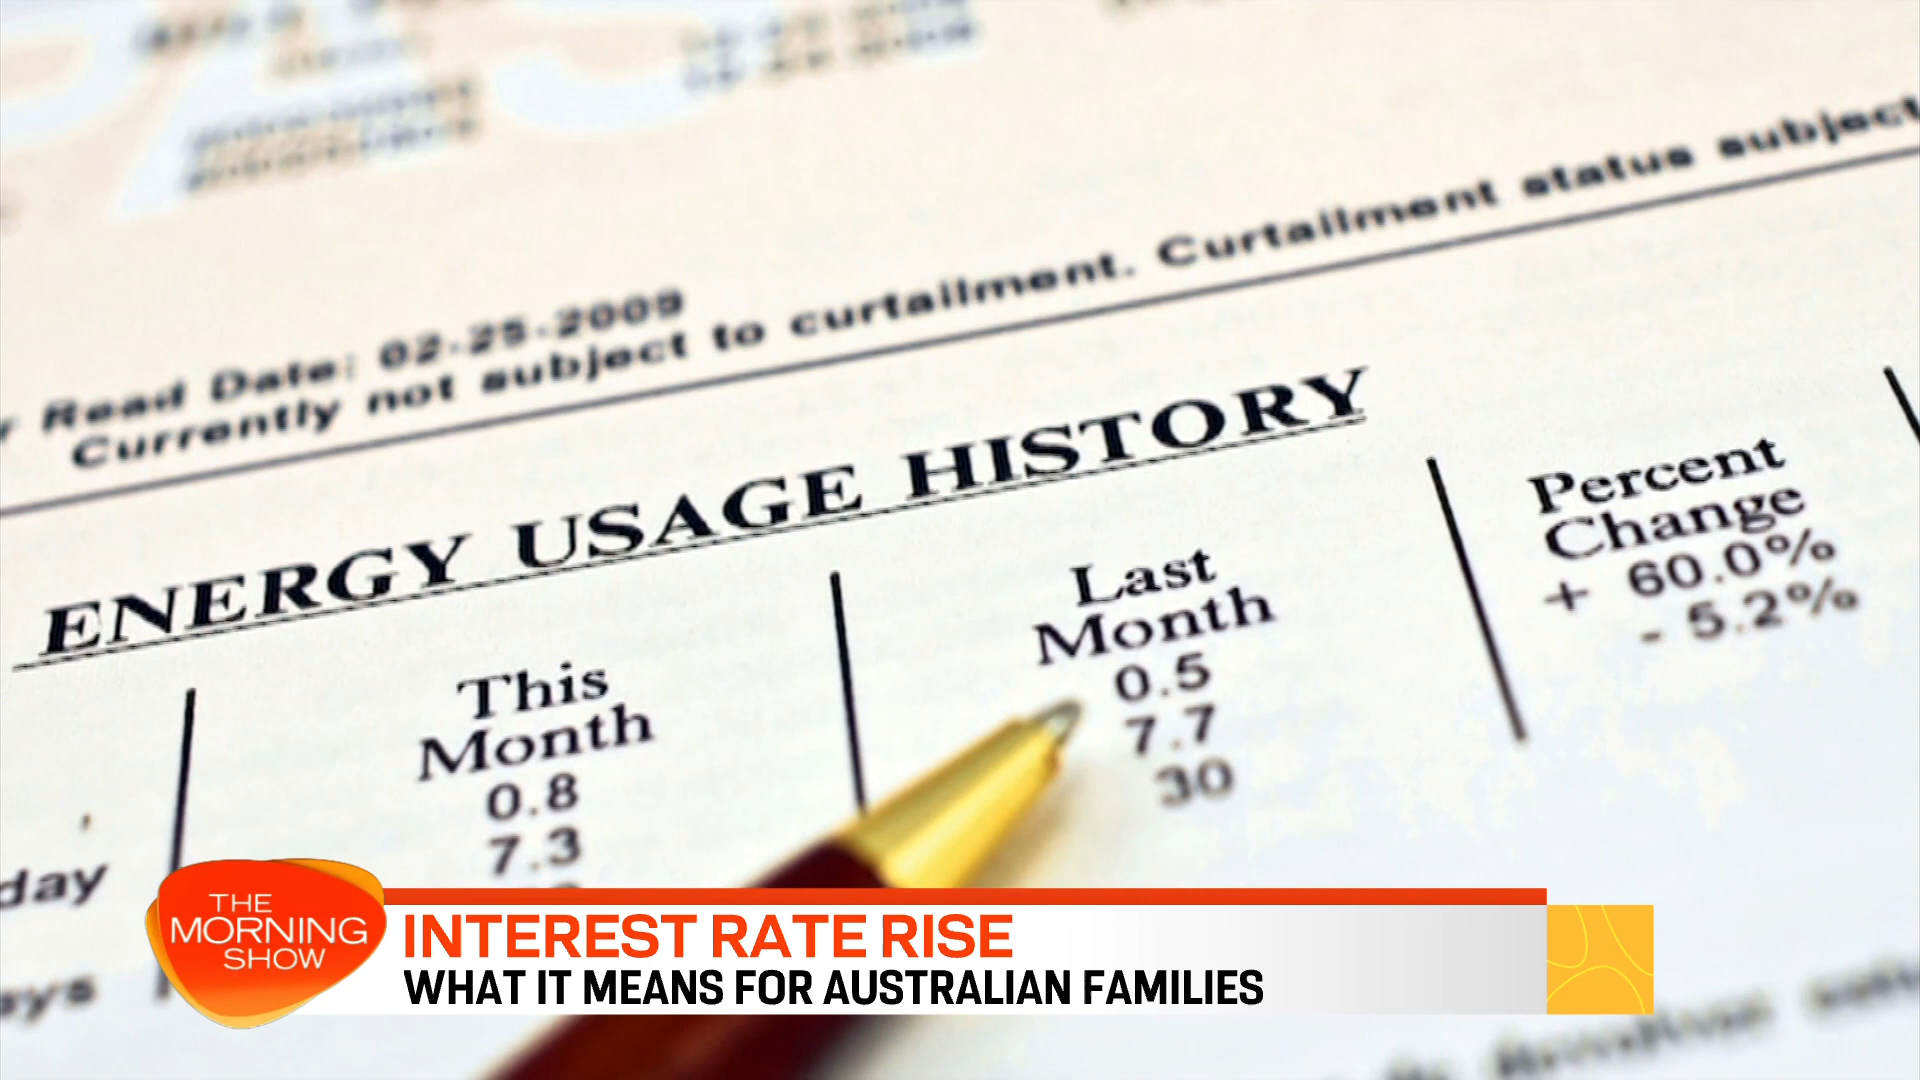 Read Date: 02-25-2009
Currently not subject to curtailment. Curtailment status subject
ENERGY USAGE HISTORY
This
Month
0.8
7.3
Last
Month
0.5
7.7
30
Percent
Change
+ 60.0%
- 5.2%
day
THE
MORNING
SHOW
INTEREST RATE RISE
WHAT IT MEANS FOR AUSTRALIAN FAMILIES